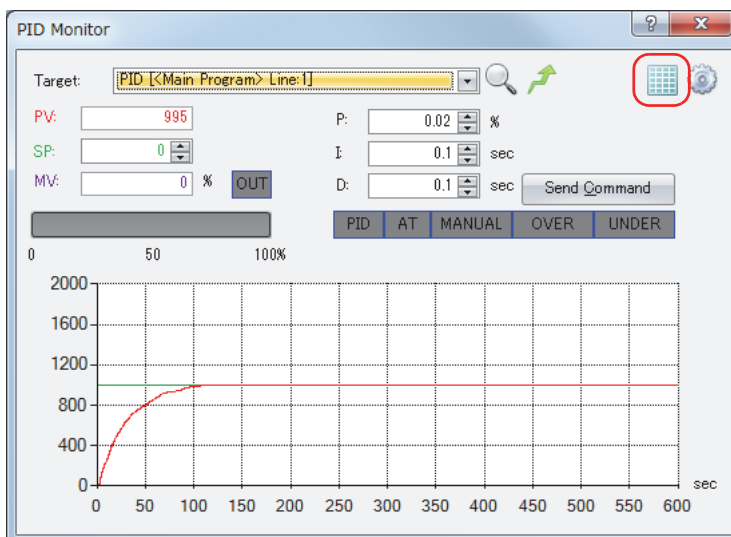 PID Monitor
?
x
Target: PID [<Main Program> Line:1]
PV: 995
SP: 0
MV: 0 % OUT
P: 0.02 %
I: 0.1 sec
D: 0.1 sec
Send Command
PID AT MANUAL OVER UNDER
0 50 100%
2000
1600
1200
800
400
0
0 50 100 150 200 250 300 350 400 450 500 550 600
sec